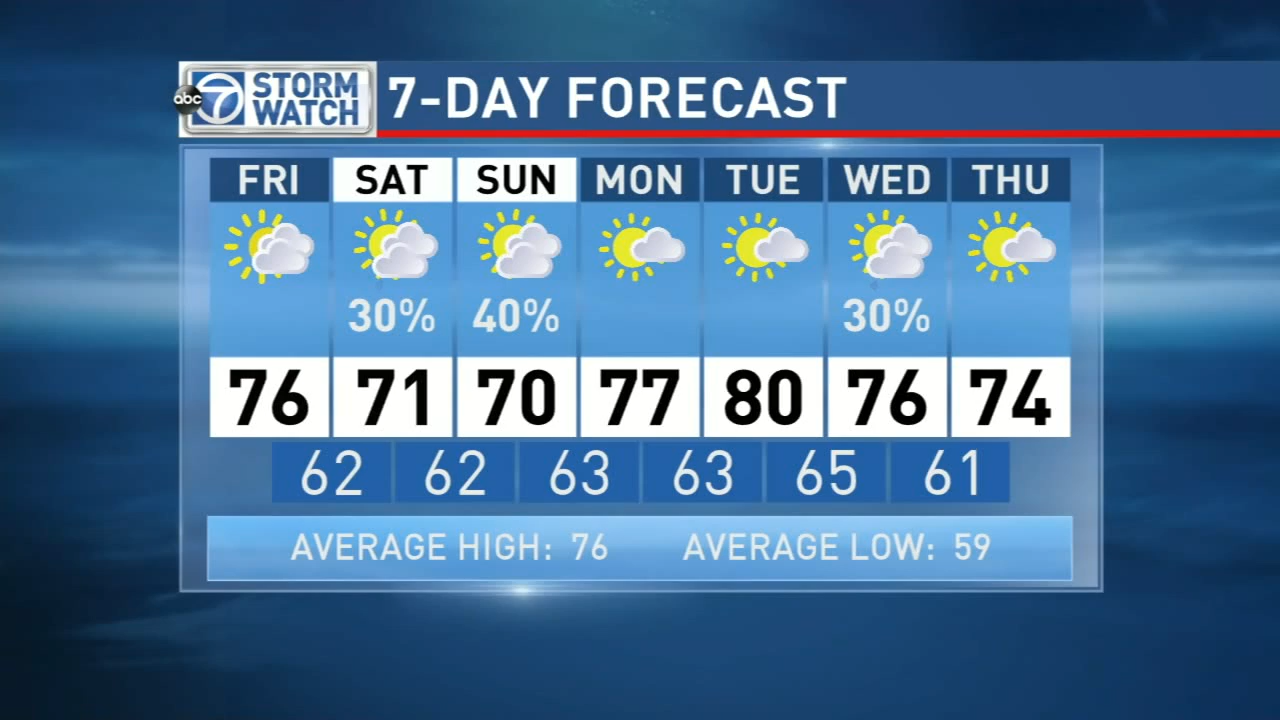 abc 7 STORM WATCH
7-DAY FORECAST
FRI SAT SUN MON TUE WED THU
30% 40% 30%
76 71 70 77 80 76 74
62 62 63 63 65 61
AVERAGE HIGH: 76 AVERAGE LOW: 59